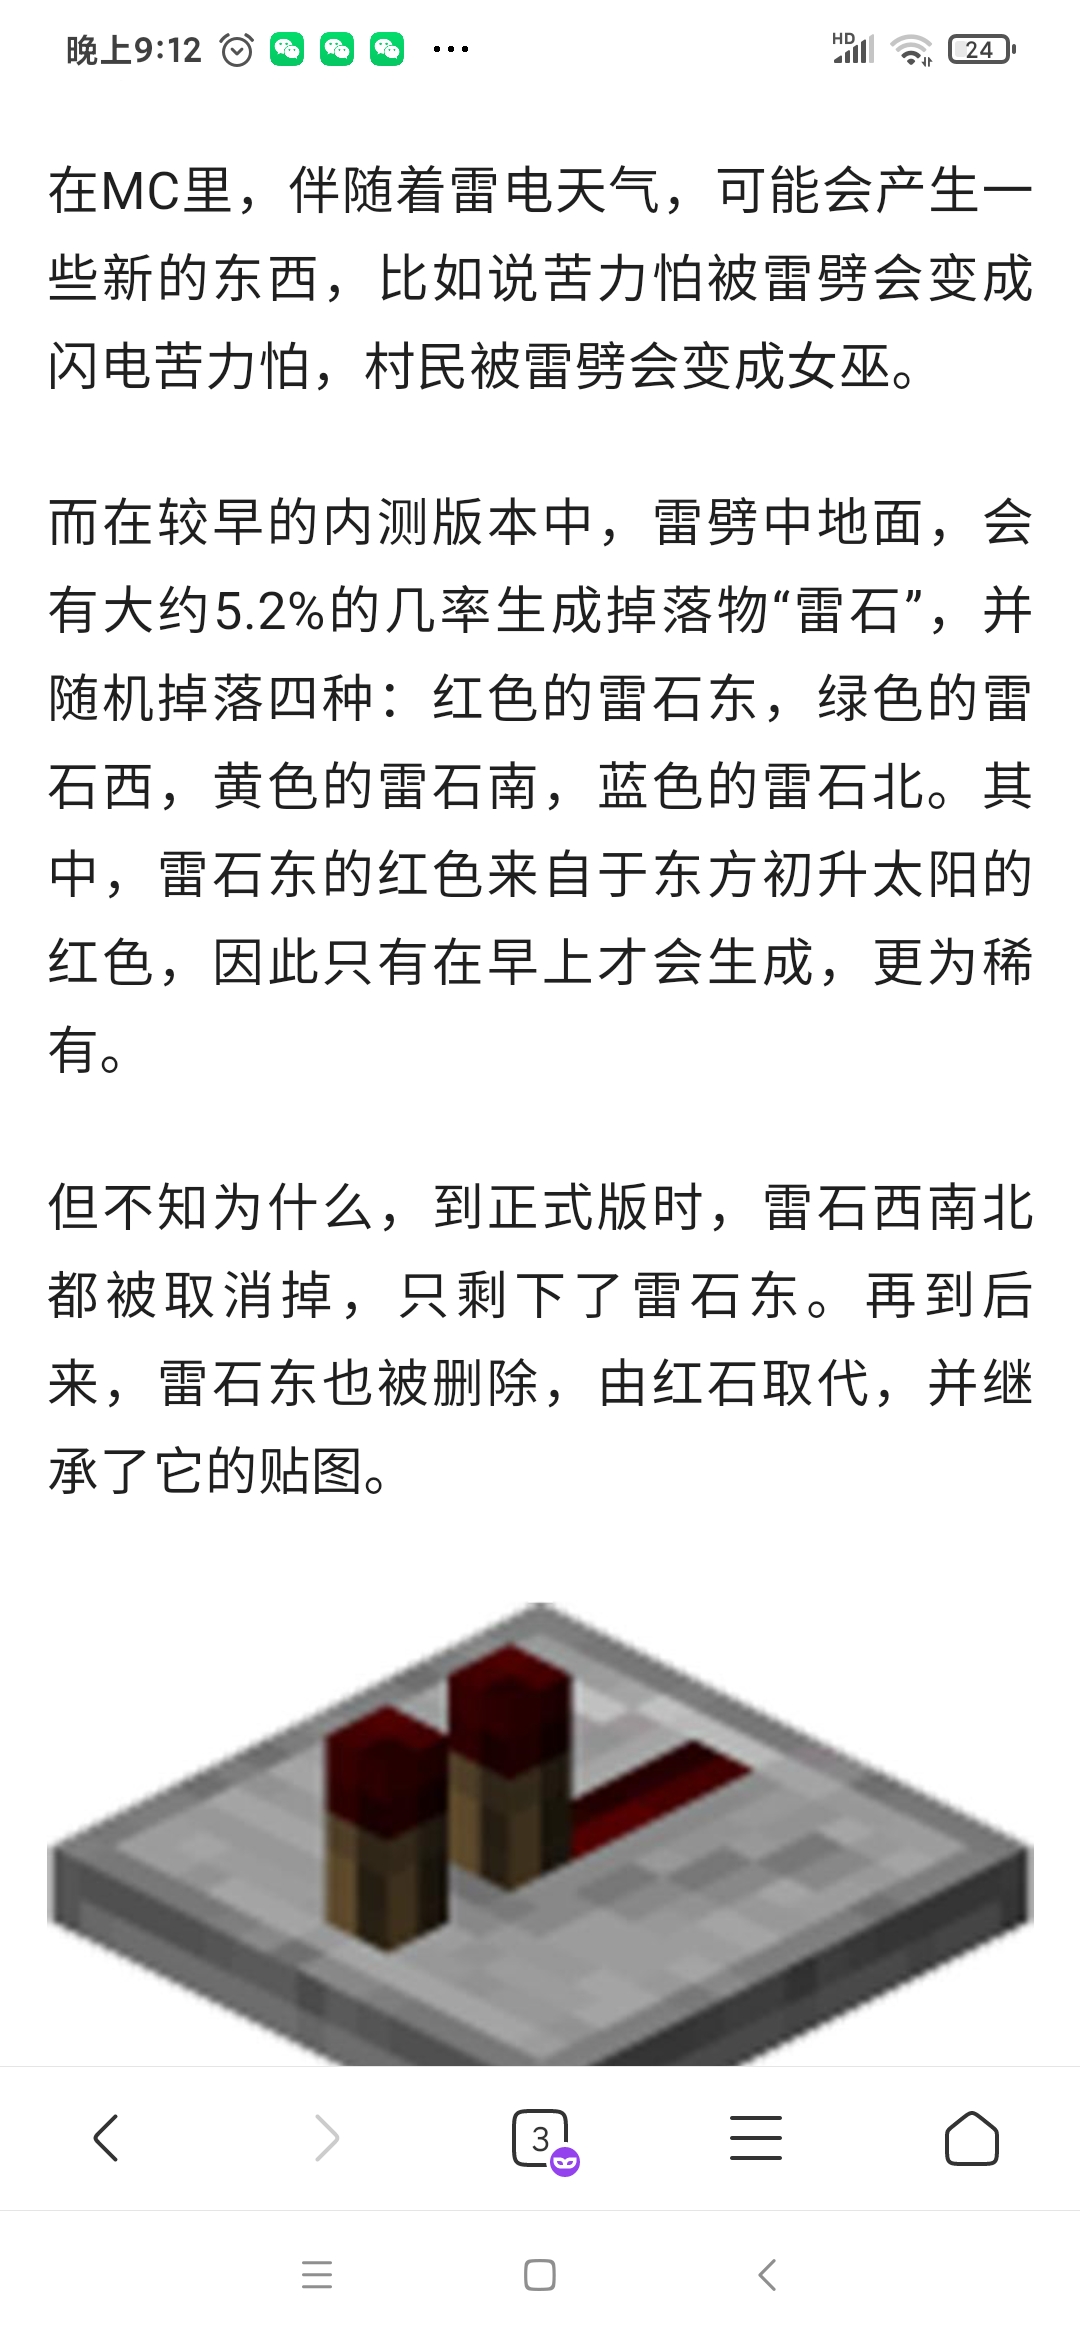 晚上9:12
HD
24
在MC里，伴随着雷电天气，可能会产生一
些新的东西，比如说苦力怕被雷劈会变成
闪电苦力怕，村民被雷劈会变成女巫。
而在较早的内测版本中，雷劈中地面，会
有大约5.2%的几率生成掉落物“雷石”，并
随机掉落四种：红色的雷石东，绿色的雷
石西，黄色的雷石南，蓝色的雷石北。其
中，雷石东的红色来自于东方初升太阳的
红色，因此只有在早上才会生成，更为稀
有。
但不知为什么，到正式版时，雷石西南北
都被取消掉，只剩下了雷石东。再到后
来，雷石东也被删除，由红石取代，并继
承了它的贴图。
3